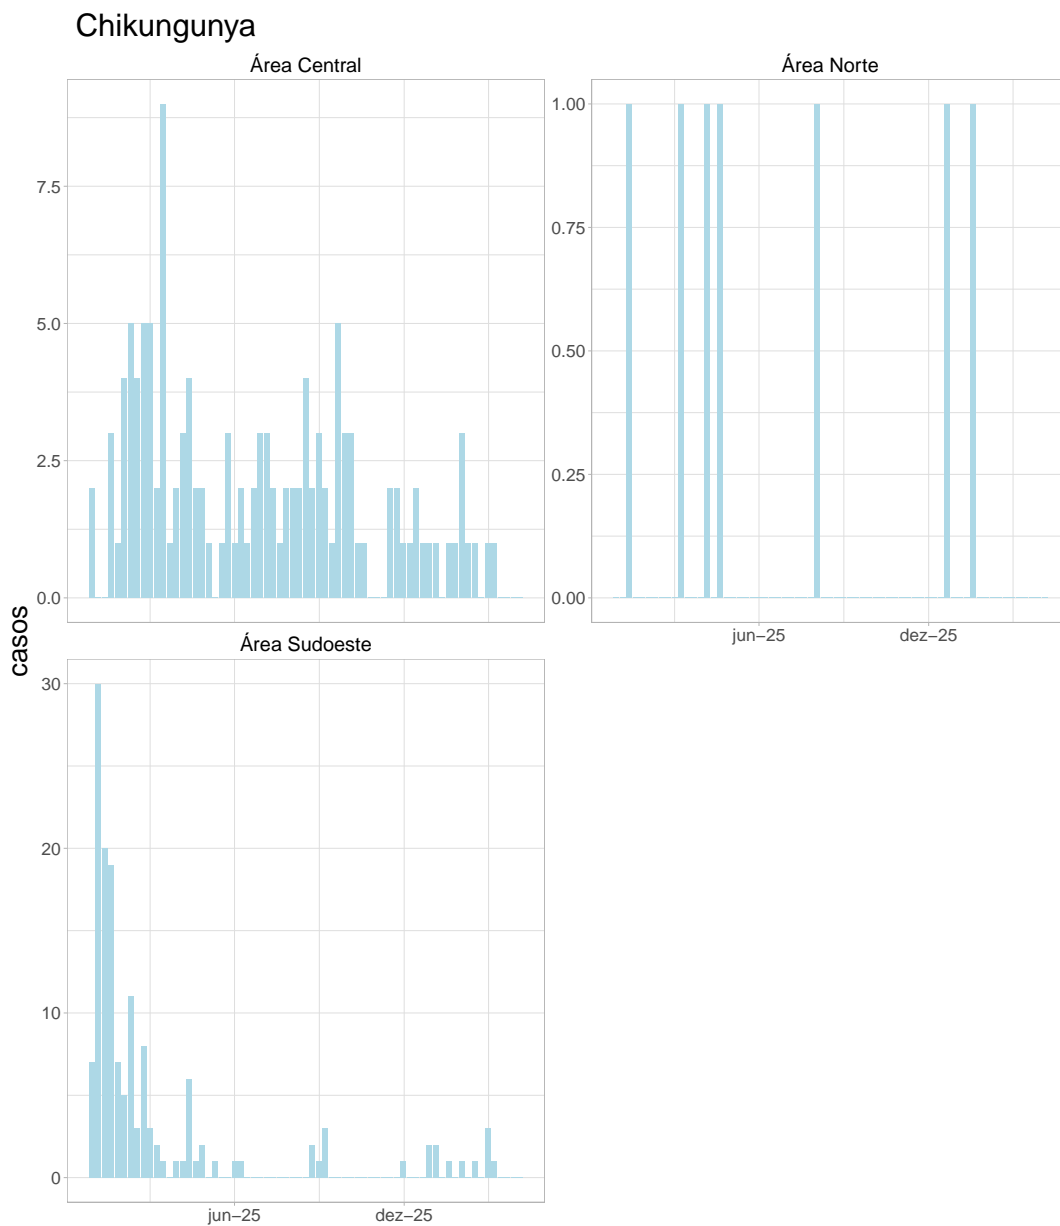 Chikungunya
Área Central
7.5
5.0
2.5
0.0
Área Norte
1.00
0.75
0.50
0.25
0.00
jun−25
dez−25
casos
Área Sudoeste
30
20
10
0
jun−25
dez−25